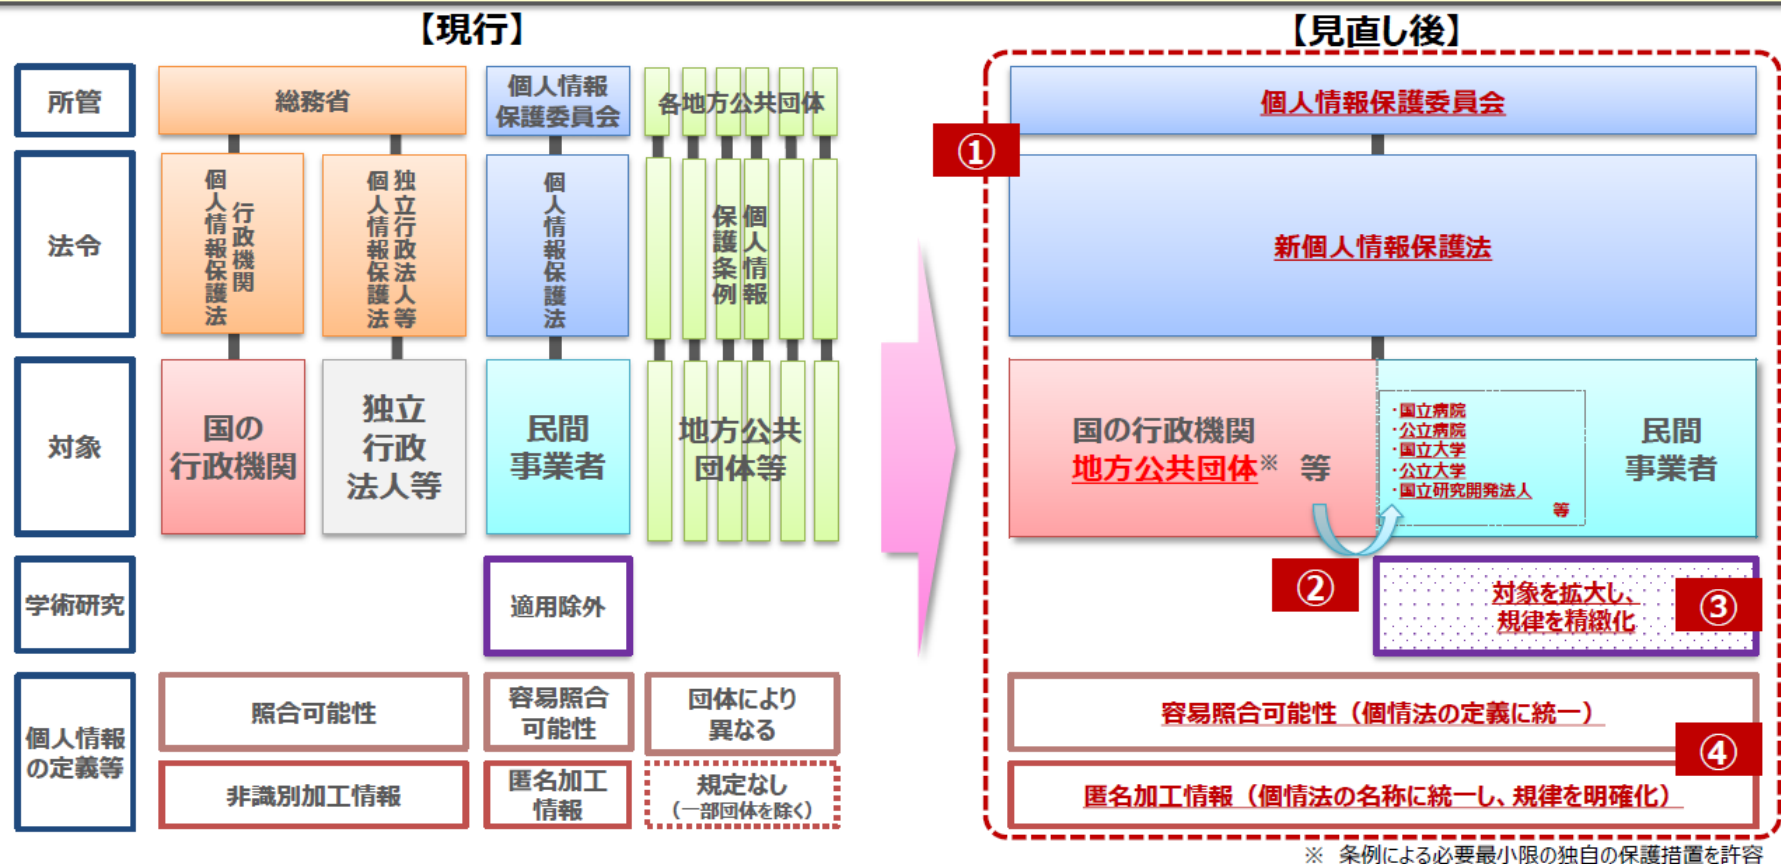 【現行】
【見直し後】
所管
総務省
個人情報
保護委員会
各地方公共団体
個人情報保護委員会
①
法令
行政機関
個人情報保護法
独立行政法人等
個人情報保護法
個人情報保護法
個人情報
保護条例
新個人情報保護法
対象
国の
行政機関
独立
行政
法人等
民間
事業者
地方公共
団体等
国の行政機関
地方公共団体※ 等
・国立病院
・公立病院
・国立大学
・公立大学
・国立研究開発法人
等
民間
事業者
②
学術研究
適用除外
対象を拡大し、
規律を精緻化
③
個人情報
の定義等
照合可能性
容易照合
可能性
団体により
異なる
容易照合可能性（個情法の定義に統一）
④
非識別加工情報
匿名加工
情報
規定なし
（一部団体を除く）
匿名加工情報（個情法の名称に統一し、規律を明確化）
※ 条例による必要最小限の独自の保護措置を許容